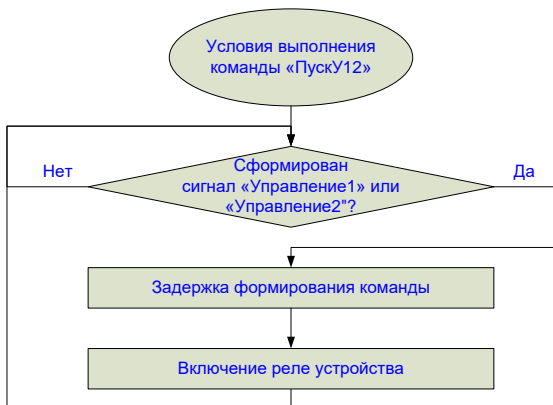 Условия выполнения
команды «ПускУ12»
Нет
Сформирован
сигнал «Управление1» или
«Управление2"?
Да
Задержка формирования команды
Включение реле устройства